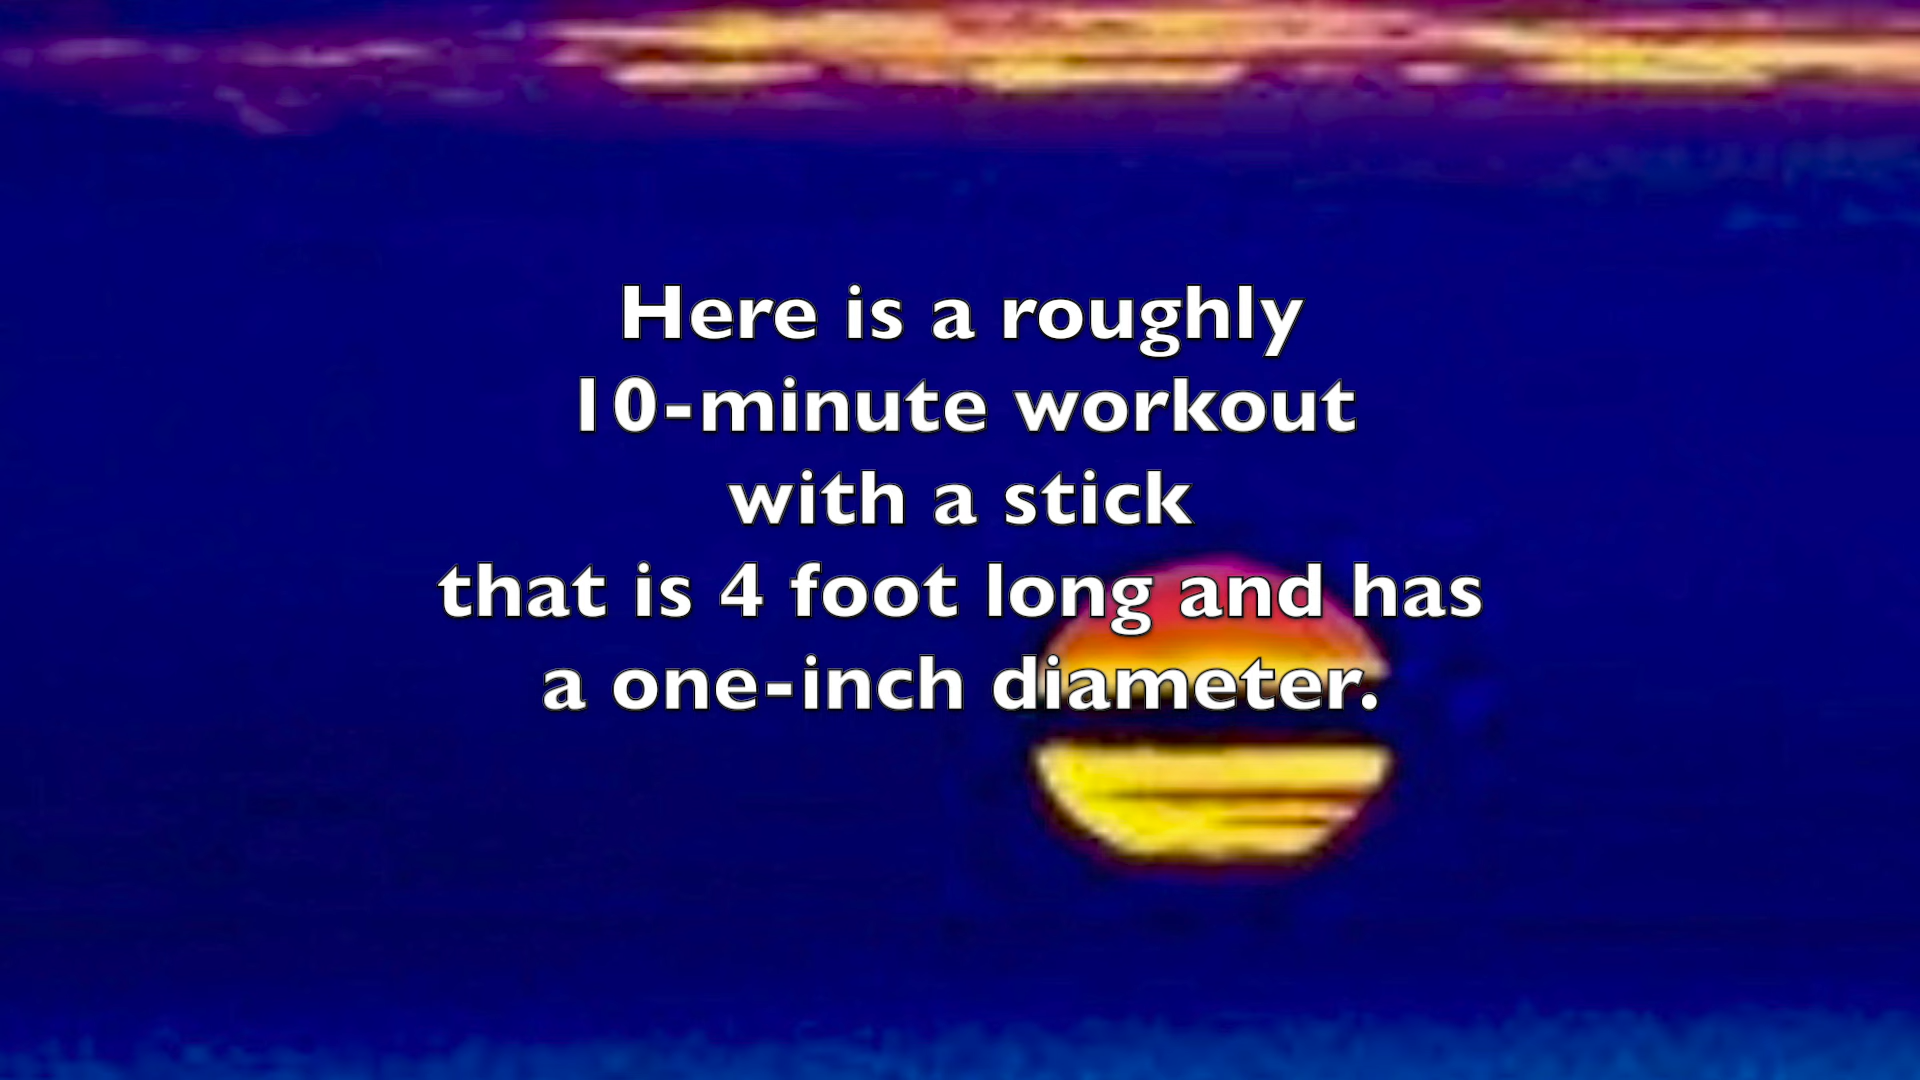 Here is a roughly
10-minute workout
with a stick
that is 4 foot long and has
a one-inch diameter.